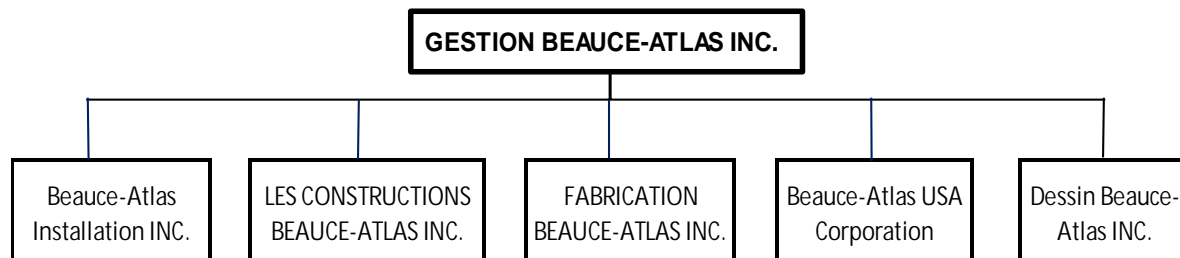 GESTION BEAUCE-ATLAS INC.
Beauce-Atlas
Installation INC.
LES CONSTRUCTIONS
BEAUCE-ATLAS INC.
FABRICATION
BEAUCE-ATLAS INC.
Beauce-Atlas USA
Corporation
Dessin Beauce-
Atlas INC.